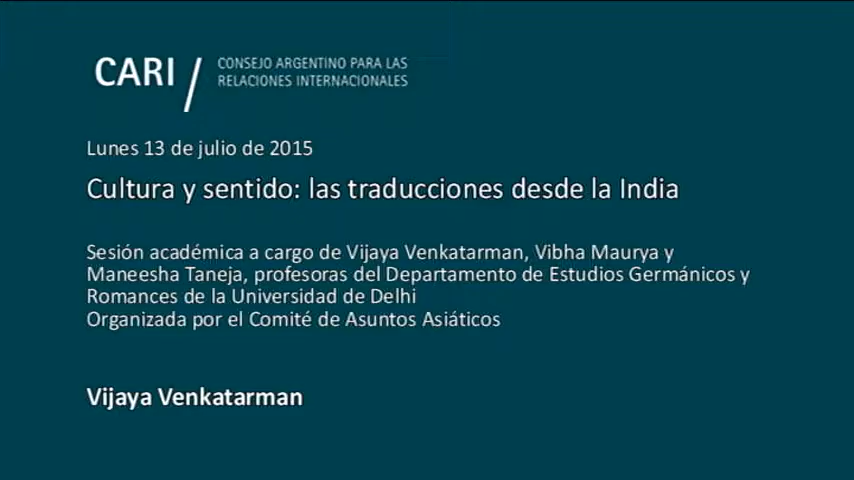 CARI /
CONSEJO ARGENTINO PARA LAS
RELACIONES INTERNACIONALES
Lunes 13 de julio de 2015
Cultura y sentido: las traducciones desde la India
Sesión académica a cargo de Vijaya Venkatarman, Vibha Maurya y
Maneesha Taneja, profesoras del Departamento de Estudios Germánicos y
Romances de la Universidad de Delhi
Organizada por el Comité de Asuntos Asiáticos
Vijaya Venkatarman